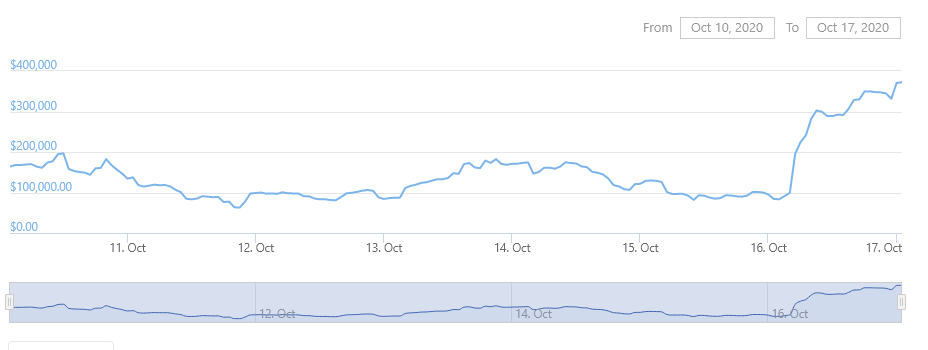 From Oct 10, 2020 To Oct 17, 2020
$400,000
$300,000
$200,000
$100,000.00
$0.00
11. Oct 12. Oct 13. Oct 14. Oct 15. Oct 16. Oct 17. Oct
12. Oct 14. Oct 16. Oct